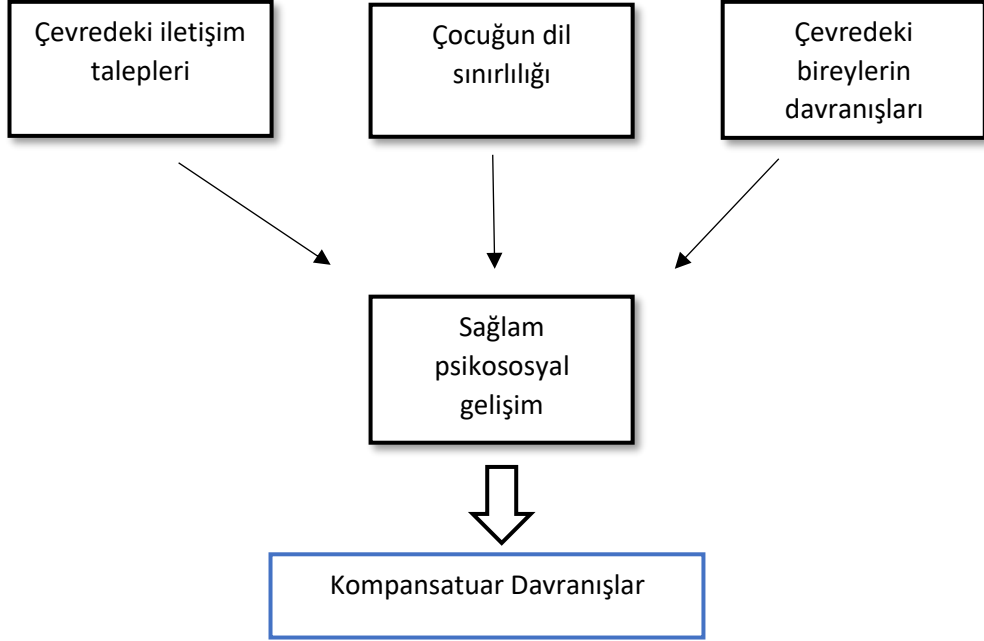 Çevredeki iletişim
talepleri
Çocuğun dil
sınırlılığı
Çevredeki
bireylerin
davranışları
Sağlam
psikososyal
gelişim
Kompansatuar Davranışlar